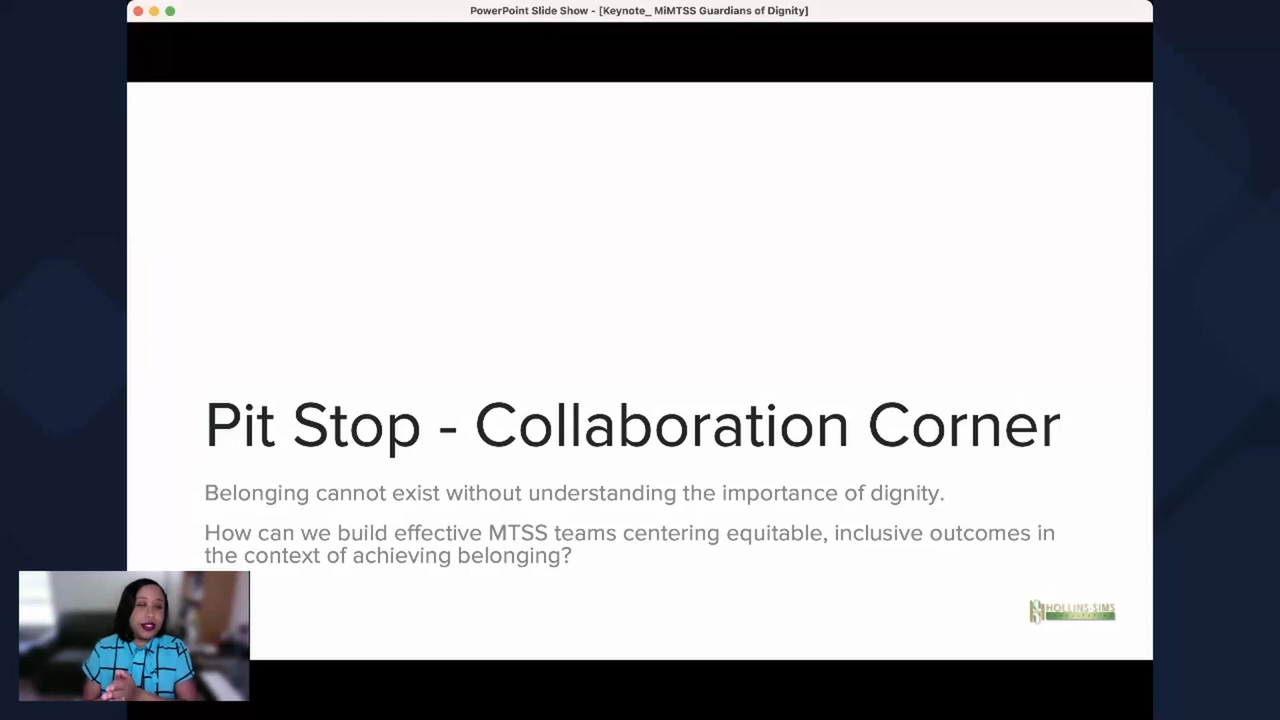 PowerPoint Slide Show - [Keynote_ MiMTSS Guardians of Dignity]
Pit Stop - Collaboration Corner
Belonging cannot exist without understanding the importance of dignity.
How can we build effective MTSS teams centering equitable, inclusive outcomes in
the context of achieving belonging?
HOLLINS-SIMS